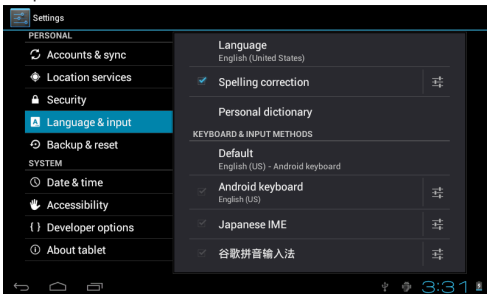 Settings
PERSONAL
Accounts & sync
Location services
Security
Language & input
Backup & reset
SYSTEM
Date & time
Accessibility
{ } Developer options
About tablet
Language
English (United States)
Spelling correction
Personal dictionary
KEYBOARD & INPUT METHODS
Default
English (US) - Android keyboard
Android keyboard
English (US)
Japanese IME
谷歌拼音输入法
3:31